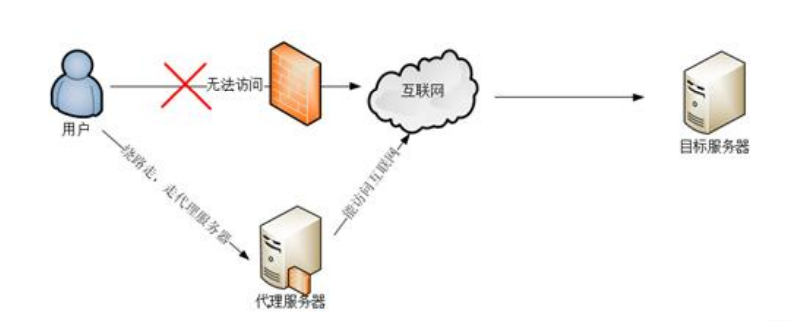 无法访问
互联网
用户
目标服务器
绕路走，走代理服务器
能访问互联网
代理服务器